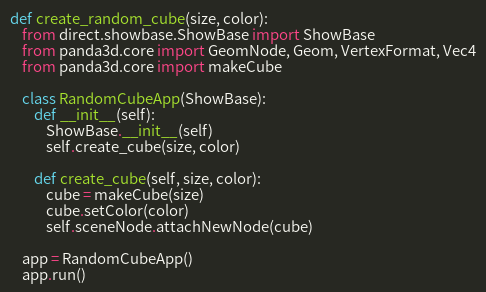 def create_random_cube(size, color):
    from direct.showbase.ShowBase import ShowBase
    from panda3d.core import GeomNode, Geom, VertexFormat, Vec4
    from panda3d.core import makeCube

    class RandomCubeApp(ShowBase):
        def __init__(self):
            ShowBase.__init__(self)
            self.create_cube(size, color)

        def create_cube(self, size, color):
            cube = makeCube(size)
            cube.setColor(color)
            self.sceneNode.attachNewNode(cube)

    app = RandomCubeApp()
    app.run()